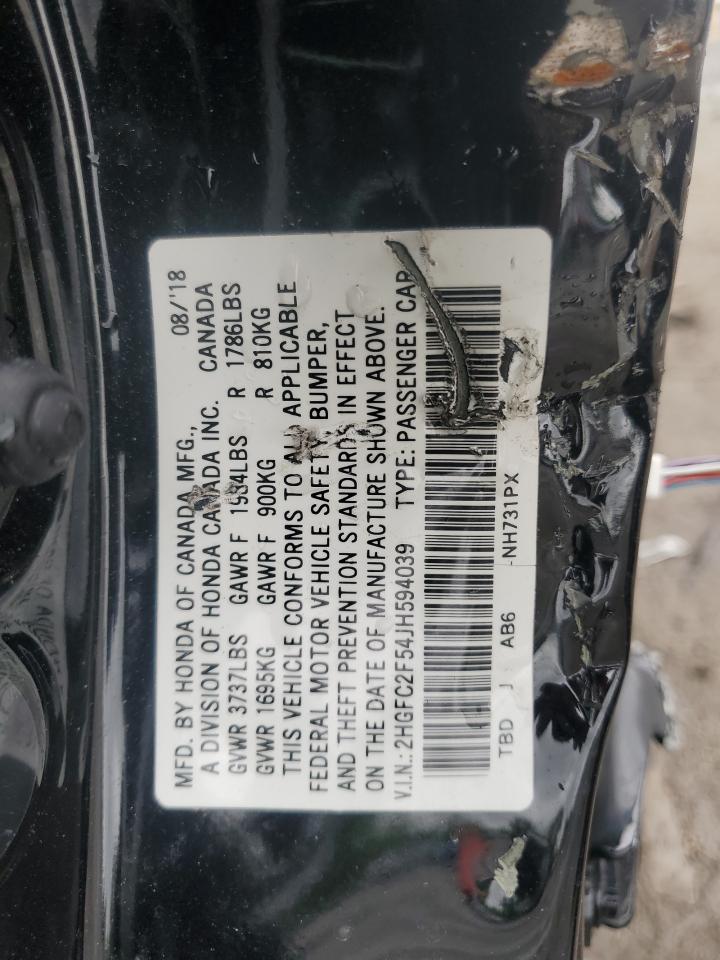 MFD. BY HONDA OF CANADA MFG., 08/'18
A DIVISION OF HONDA CANADA INC. CANADA
GVWR 3737LBS GAWR F 1984LBS R 1786LBS
GVWR 1695KG GAWR F 900KG R 810KG
THIS VEHICLE CONFORMS TO ALL APPLICABLE
FEDERAL MOTOR VEHICLE SAFETY, BUMPER,
AND THEFT PREVENTION STANDARDS IN EFFECT
ON THE DATE OF MANUFACTURE SHOWN ABOVE.
V.I.N.: 2HGFC2F54JH594039 TYPE: PASSENGER CAR
TBD J AB6 -NH731PX